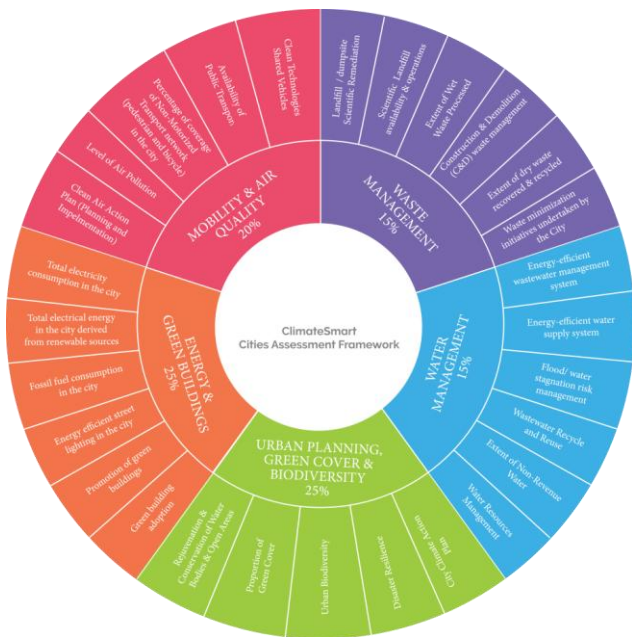 Clean Technologies
Shared Vehicles
Availability of
Public Transport
Percentage of coverage
of Non-Motorized
Transport network
(pedestrian and bicycle)
in the city
Level of Air Pollution
Clean Air Action
Plan (Planning and
Impelmentation)
MOBILITY & AIR
QUALITY
20%
Landfill / dumpsite
Scientific Remediation
Scientific Landfill
availability & operations
Extent of Wet
Waste Processed
Construction & Demolition
(C&D) waste management
Extent of dry waste
recovered & recycled
Waste minimization
initiatives undertaken by
the City
WASTE
MANAGEMENT
15%
Energy-efficient
wastewater management
system
Energy-efficient water
supply system
Flood/ water
stagnation risk
management
Wastewater Recycle
and Reuse
Extent of Non-Revenue
Water
Water Resources
Management
WATER
MANAGEMENT
15%
ClimateSmart
Cities Assessment Framework
Total electricity
consumption in the city
Total electrical energy
in the city derived
from renewable sources
Fossil fuel consumption
in the city
Energy efficient street
lighting in the city
Promotion of green
buildings
Green building
adoption
ENERGY &
GREEN BUILDINGS
25%
URBAN PLANNING,
GREEN COVER &
BIODIVERSITY
25%
Rejuvenation &
Conservation of Water
Bodies & Open Areas
Proportion of
Green Cover
Urban Biodiversity
Disaster Resilience
City Climate Action
Plan